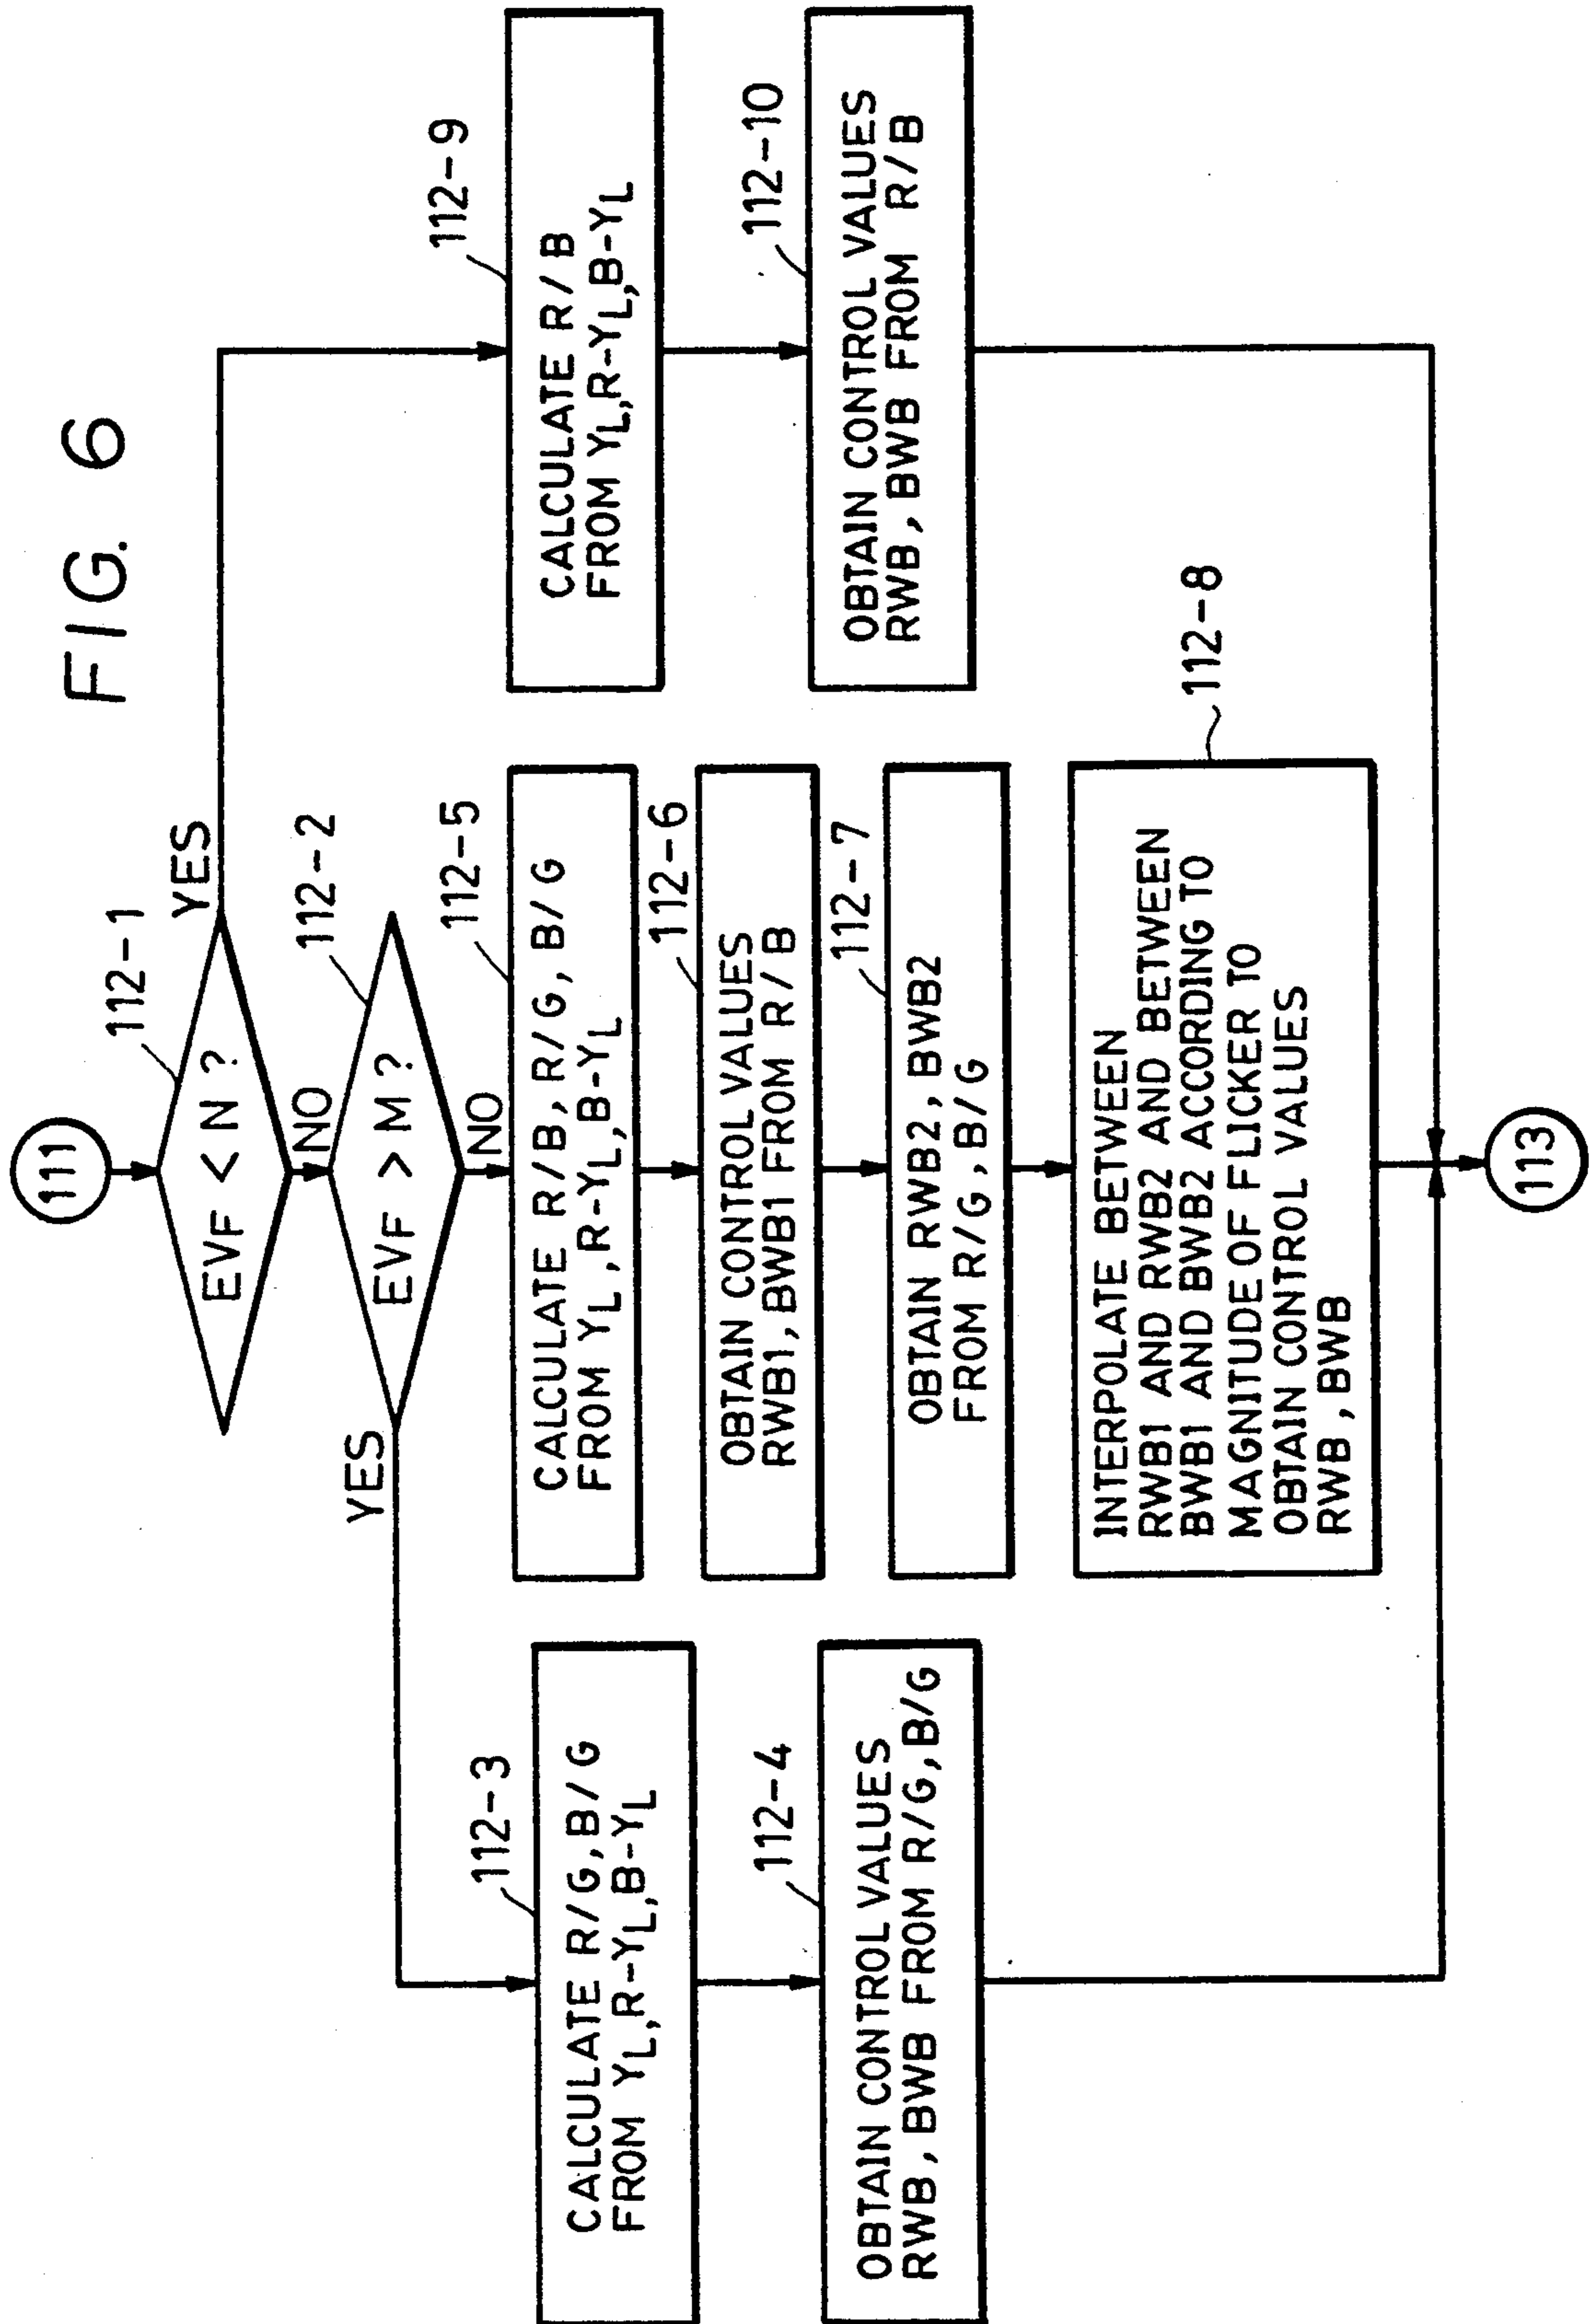 FIG. 6
111
112-1
EVF < N ?
YES
NO
112-2
EVF > M ?
YES
NO
112-3
CALCULATE R/G, B/G
FROM YL, R-YL, B-YL
112-4
OBTAIN CONTROL VALUES
RWB, BWB FROM R/G, B/G
112-5
CALCULATE R/B, R/G, B/G
FROM YL, R-YL, B-YL
112-6
OBTAIN CONTROL VALUES
RWB1, BWB1 FROM R/B
112-7
OBTAIN RWB2, BWB2
FROM R/G, B/G
112-8
INTERPOLATE BETWEEN
RWB1 AND RWB2 AND BETWEEN
BWB1 AND BWB2 ACCORDING TO
MAGNITUDE OF FLICKER TO
OBTAIN CONTROL VALUES
RWB, BWB
112-9
CALCULATE R/B
FROM YL, R-YL, B-YL
112-10
OBTAIN CONTROL VALUES
RWB, BWB FROM R/B
113